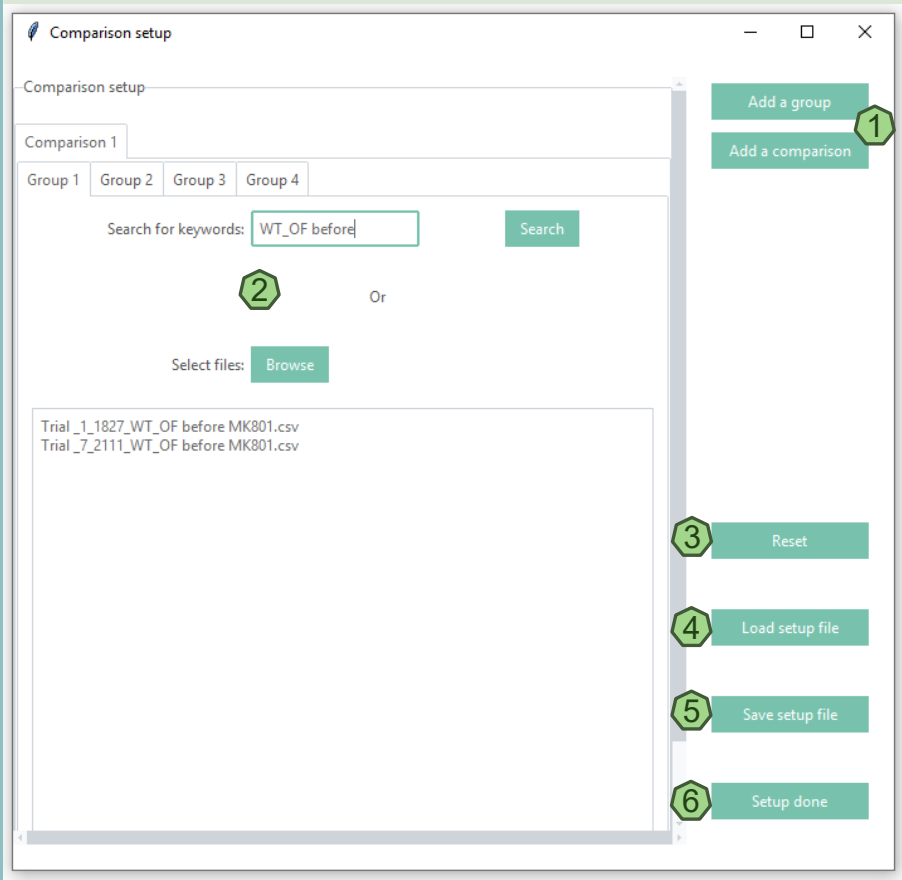 Comparison setup
Comparison setup
Add a group
1
Add a comparison
Comparison 1
Group 1 Group 2 Group 3 Group 4
Search for keywords: WT_OF before Search
2
Or
Select files: Browse
Trial _1_1827_WT_OF before MK801.csv
Trial _7_2111_WT_OF before MK801.csv
3 Reset
4 Load setup file
5 Save setup file
6 Setup done